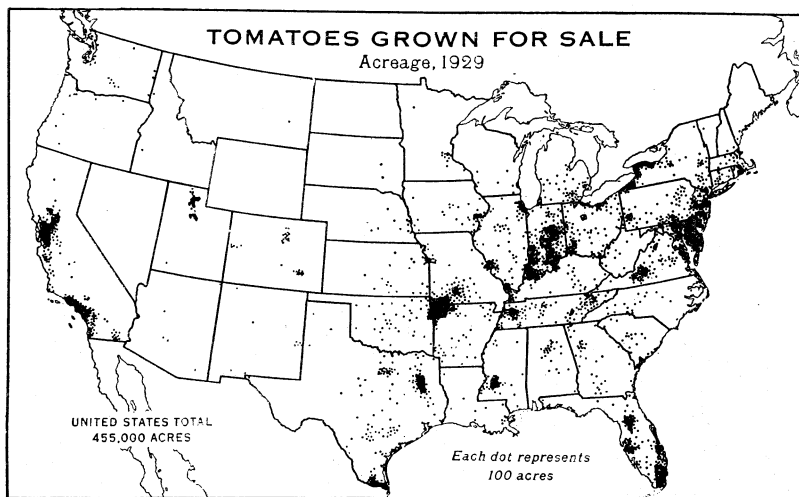 TOMATOES GROWN FOR SALE
Acreage, 1929
UNITED STATES TOTAL
455,000 ACRES
Each dot represents
100 acres